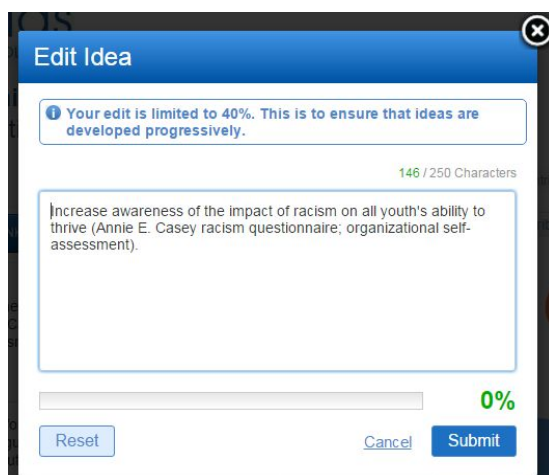 Edit Idea
Your edit is limited to 40%. This is to ensure that ideas are
developed progressively.
146 / 250 Characters
Increase awareness of the impact of racism on all youth's ability to
thrive (Annie E. Casey racism questionnaire; organizational self-
assessment).
0%
Reset
Cancel
Submit